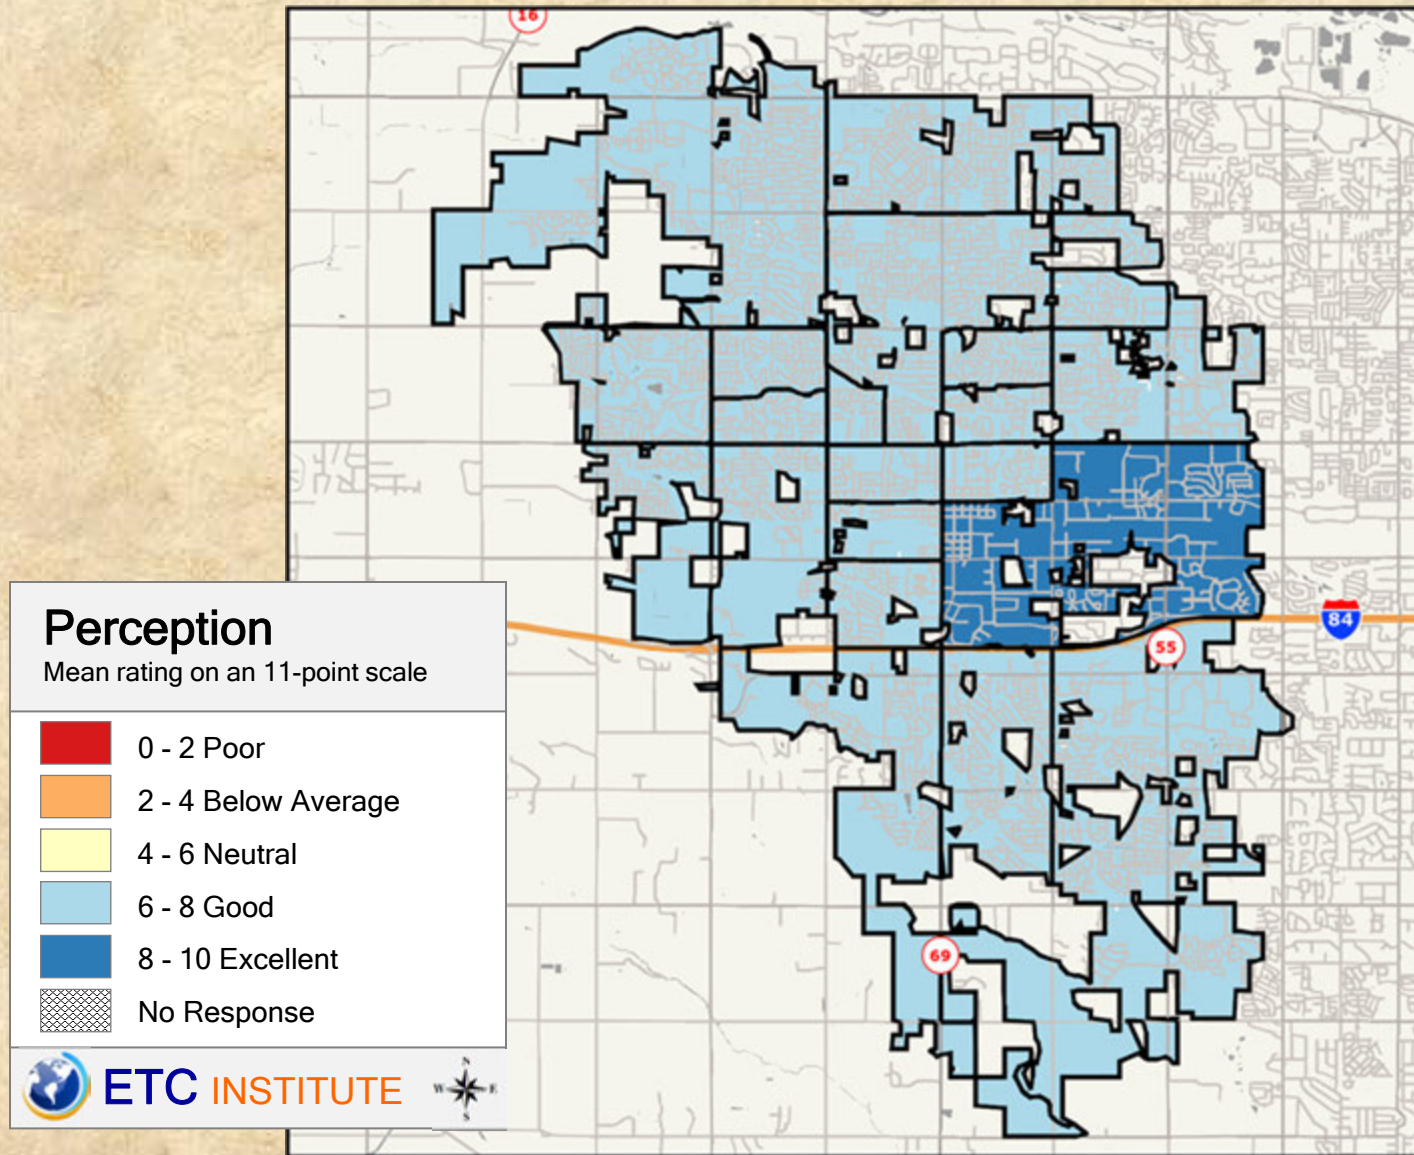 16
84
55
69
Perception
Mean rating on an 11-point scale
0 - 2 Poor
2 - 4 Below Average
4 - 6 Neutral
6 - 8 Good
8 - 10 Excellent
No Response
ETC INSTITUTE
N
W E
S